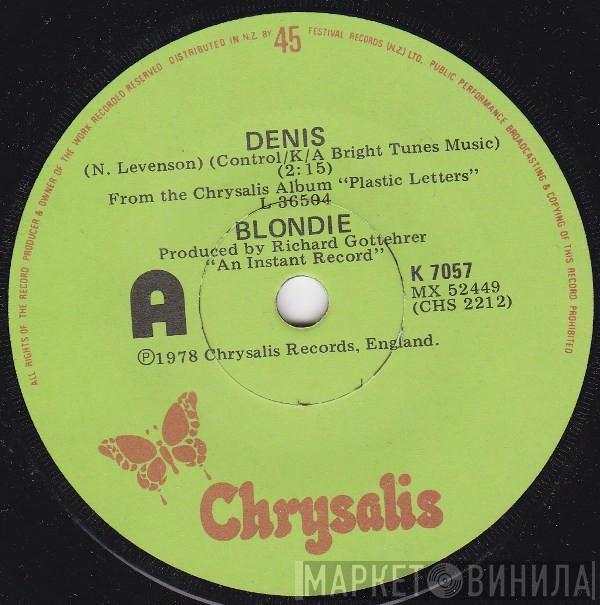 ALL RIGHTS OF THE RECORD PRODUCER & OWNER OF THE WORK RECORDED RESERVED DISTRIBUTED IN N.Z. BY 45 FESTIVAL RECORDS (N.Z.) LTD. PUBLIC PERFORMANCE BROADCASTING & COPYING OF THIS RECORD PROHIBITED
DENIS
(N. Levenson) (Control/K/A Bright Tunes Music)
(2:15)
From the Chrysalis Album "Plastic Letters"
L 36594
BLONDIE
Produced by Richard Gottehrer
"An Instant Record"
A
K 7057
MX 52449
(CHS 2212)
Ⓟ1978 Chrysalis Records, England.
Chrysalis
МАРКЕТ ВИНИЛА